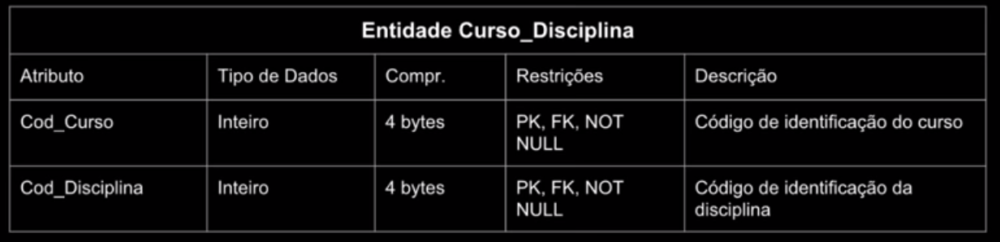 Entidade Curso_Disciplina
Atributo Tipo de Dados Compr. Restrições Descrição
Cod_Curso Inteiro 4 bytes PK, FK, NOT NULL Código de identificação do curso
Cod_Disciplina Inteiro 4 bytes PK, FK, NOT NULL Código de identificação da disciplina